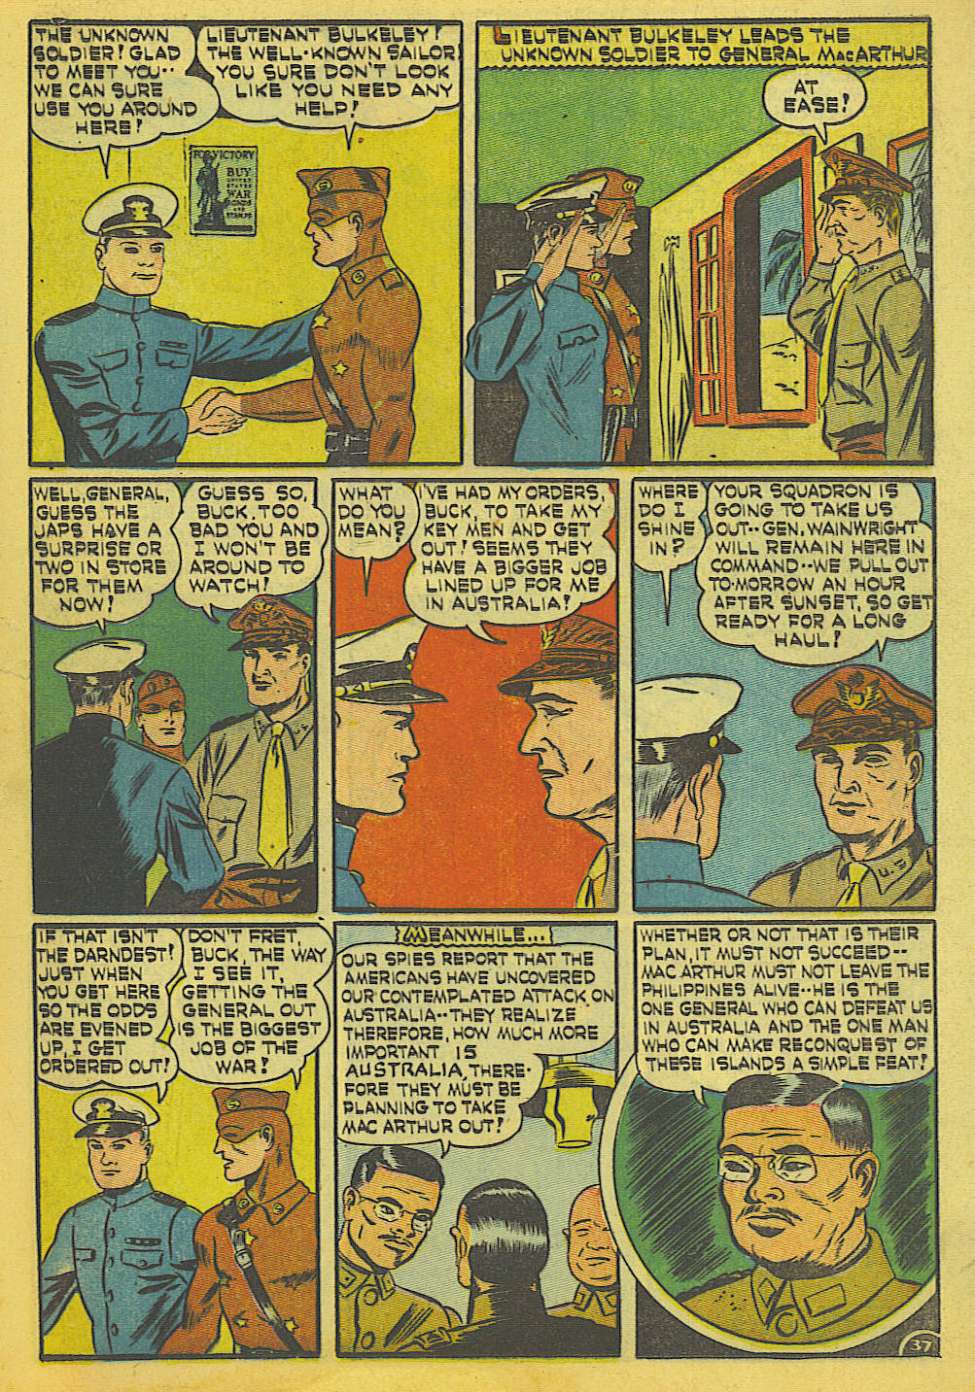 THE UNKNOWN
SOLDIER! GLAD
TO MEET YOU--
WE CAN SURE
USE YOU AROUND
HERE!
LIEUTENANT BULKELEY!
THE WELL-KNOWN SAILOR,
YOU SURE DON'T LOOK
LIKE YOU NEED ANY
HELP!
FOR VICTORY
BUY
UNITED
STATES
WAR
BONDS
AND
STAMPS
LIEUTENANT BULKELEY LEADS THE
UNKNOWN SOLDIER TO GENERAL MacARTHUR
AT
EASE!
WELL, GENERAL,
GUESS THE
JAPS HAVE A
SURPRISE OR
TWO IN STORE
FOR THEM
NOW!
GUESS SO,
BUCK, TOO
BAD YOU AND
I WON'T BE
AROUND TO
WATCH!
WHAT
DO YOU
MEAN?
I'VE HAD MY ORDERS,
BUCK, TO TAKE MY
KEY MEN AND GET
OUT! SEEMS THEY
HAVE A BIGGER JOB
LINED UP FOR ME
IN AUSTRALIA!
WHERE
DO I
SHINE
IN?
YOUR SQUADRON IS
GOING TO TAKE US
OUT--GEN. WAINWRIGHT
WILL REMAIN HERE IN
COMMAND--WE PULL OUT
TO-MORROW AN HOUR
AFTER SUNSET, SO GET
READY FOR A LONG
HAUL!
U.S
IF THAT ISN'T
THE DARNDEST!
JUST WHEN
YOU GET HERE
SO THE ODDS
ARE EVENED
UP, I GET
ORDERED OUT!
DON'T FRET,
BUCK, THE WAY
I SEE IT,
GETTING THE
GENERAL OUT
IS THE BIGGEST
JOB OF THE
WAR!
MEANWHILE...
OUR SPIES REPORT THAT THE
AMERICANS HAVE UNCOVERED
OUR CONTEMPLATED ATTACK ON
AUSTRALIA--THEY REALIZE
THEREFORE, HOW MUCH MORE
IMPORTANT IS
AUSTRALIA, THERE-
FORE THEY MUST BE
PLANNING TO TAKE
MAC ARTHUR OUT!
WHETHER OR NOT THAT IS THEIR
PLAN, IT MUST NOT SUCCEED--
MAC ARTHUR MUST NOT LEAVE THE
PHILIPPINES ALIVE--HE IS THE
ONE GENERAL WHO CAN DEFEAT US
IN AUSTRALIA AND THE ONE MAN
WHO CAN MAKE RECONQUEST OF
THESE ISLANDS A SIMPLE FEAT!
37